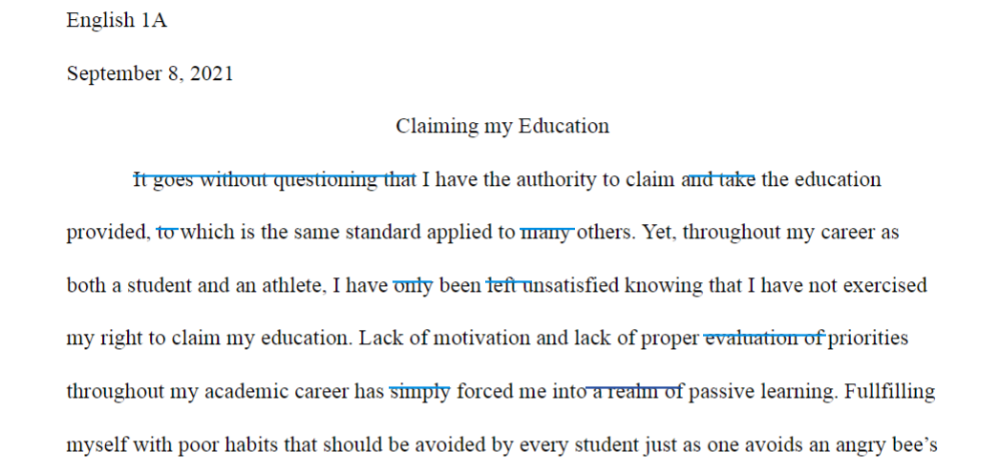 English 1A
September 8, 2021
Claiming my Education
It goes without questioning that I have the authority to claim and take the education
provided, to which is the same standard applied to many others. Yet, throughout my career as
both a student and an athlete, I have only been left unsatisfied knowing that I have not exercised
my right to claim my education. Lack of motivation and lack of proper evaluation of priorities
throughout my academic career has simply forced me into a realm of passive learning. Fullfilling
myself with poor habits that should be avoided by every student just as one avoids an angry bee’s